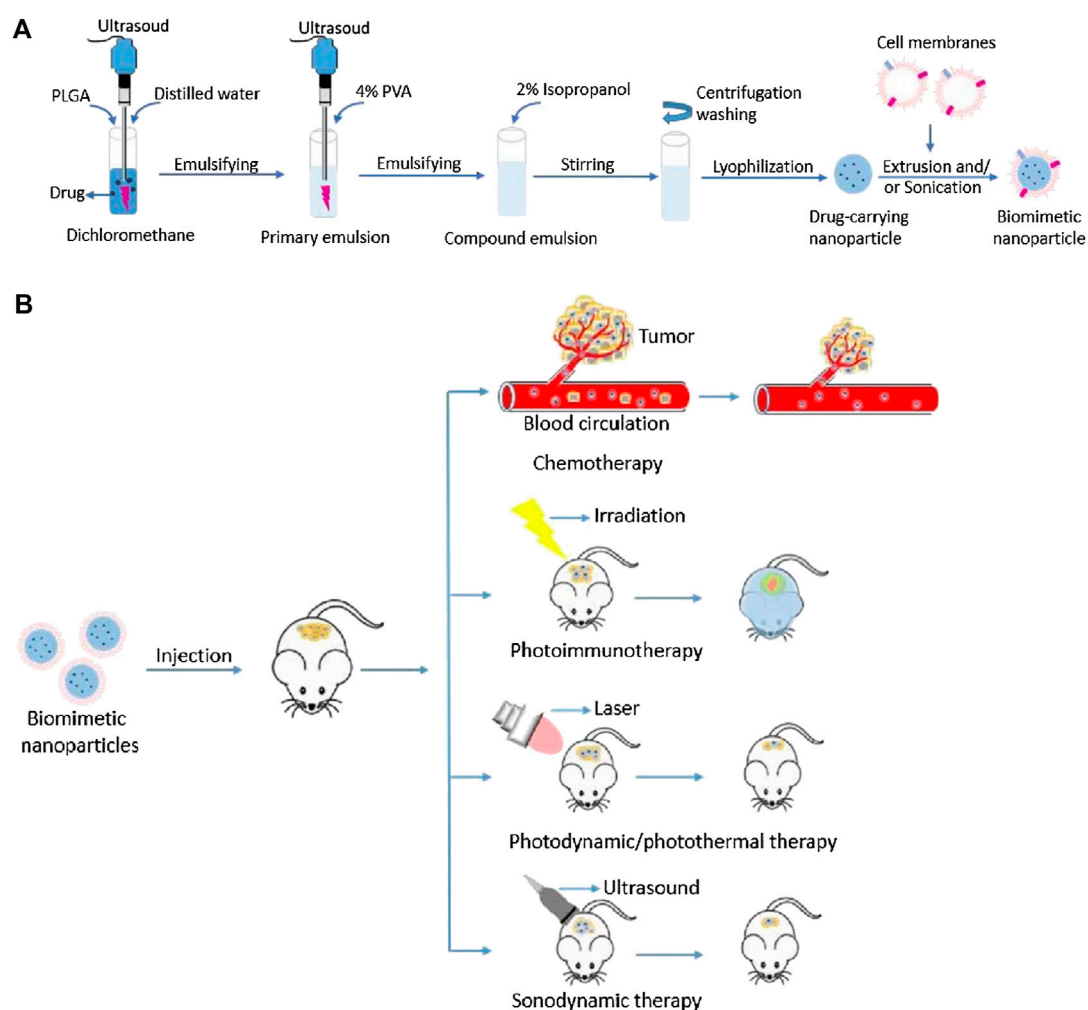 A
Ultrasoud
Ultrasoud
PLGA
Distilled water
4% PVA
2% Isopropanol
Centrifugation
washing
Cell membranes
Emulsifying
Emulsifying
Stirring
Lyophilization
Extrusion and/
or Sonication
Drug
Dichloromethane
Primary emulsion
Compound emulsion
Drug-carrying
nanoparticle
Biomimetic
nanoparticle
B
Tumor
Blood circulation
Chemotherapy
Irradiation
Photoimmunotherapy
Injection
Biomimetic
nanoparticles
Laser
Photodynamic/photothermal therapy
Ultrasound
Sonodynamic therapy